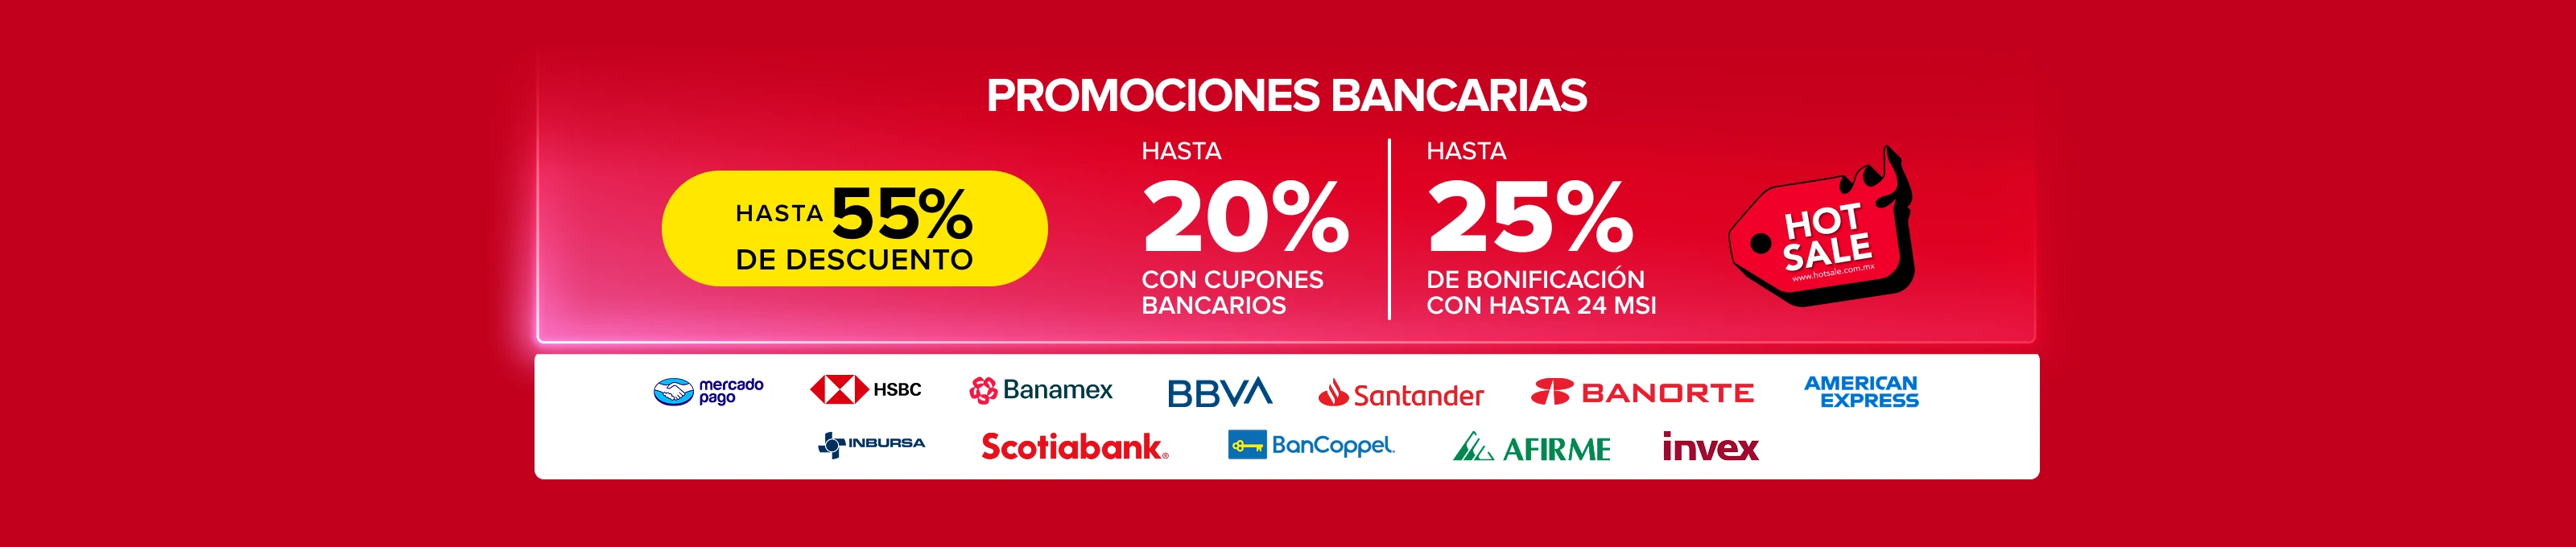 PROMOCIONES BANCARIAS
HASTA 55%
DE DESCUENTO
HASTA
20%
CON CUPONES
BANCARIOS
HASTA
25%
DE BONIFICACIÓN
CON HASTA 24 MSI
HOT
SALE
www.hotsale.com.mx
mercado
pago
HSBC
Banamex
BBVA
Santander
BANORTE
AMERICAN
EXPRESS
INBURSA
Scotiabank®
BanCoppel.
AFIRME
invex